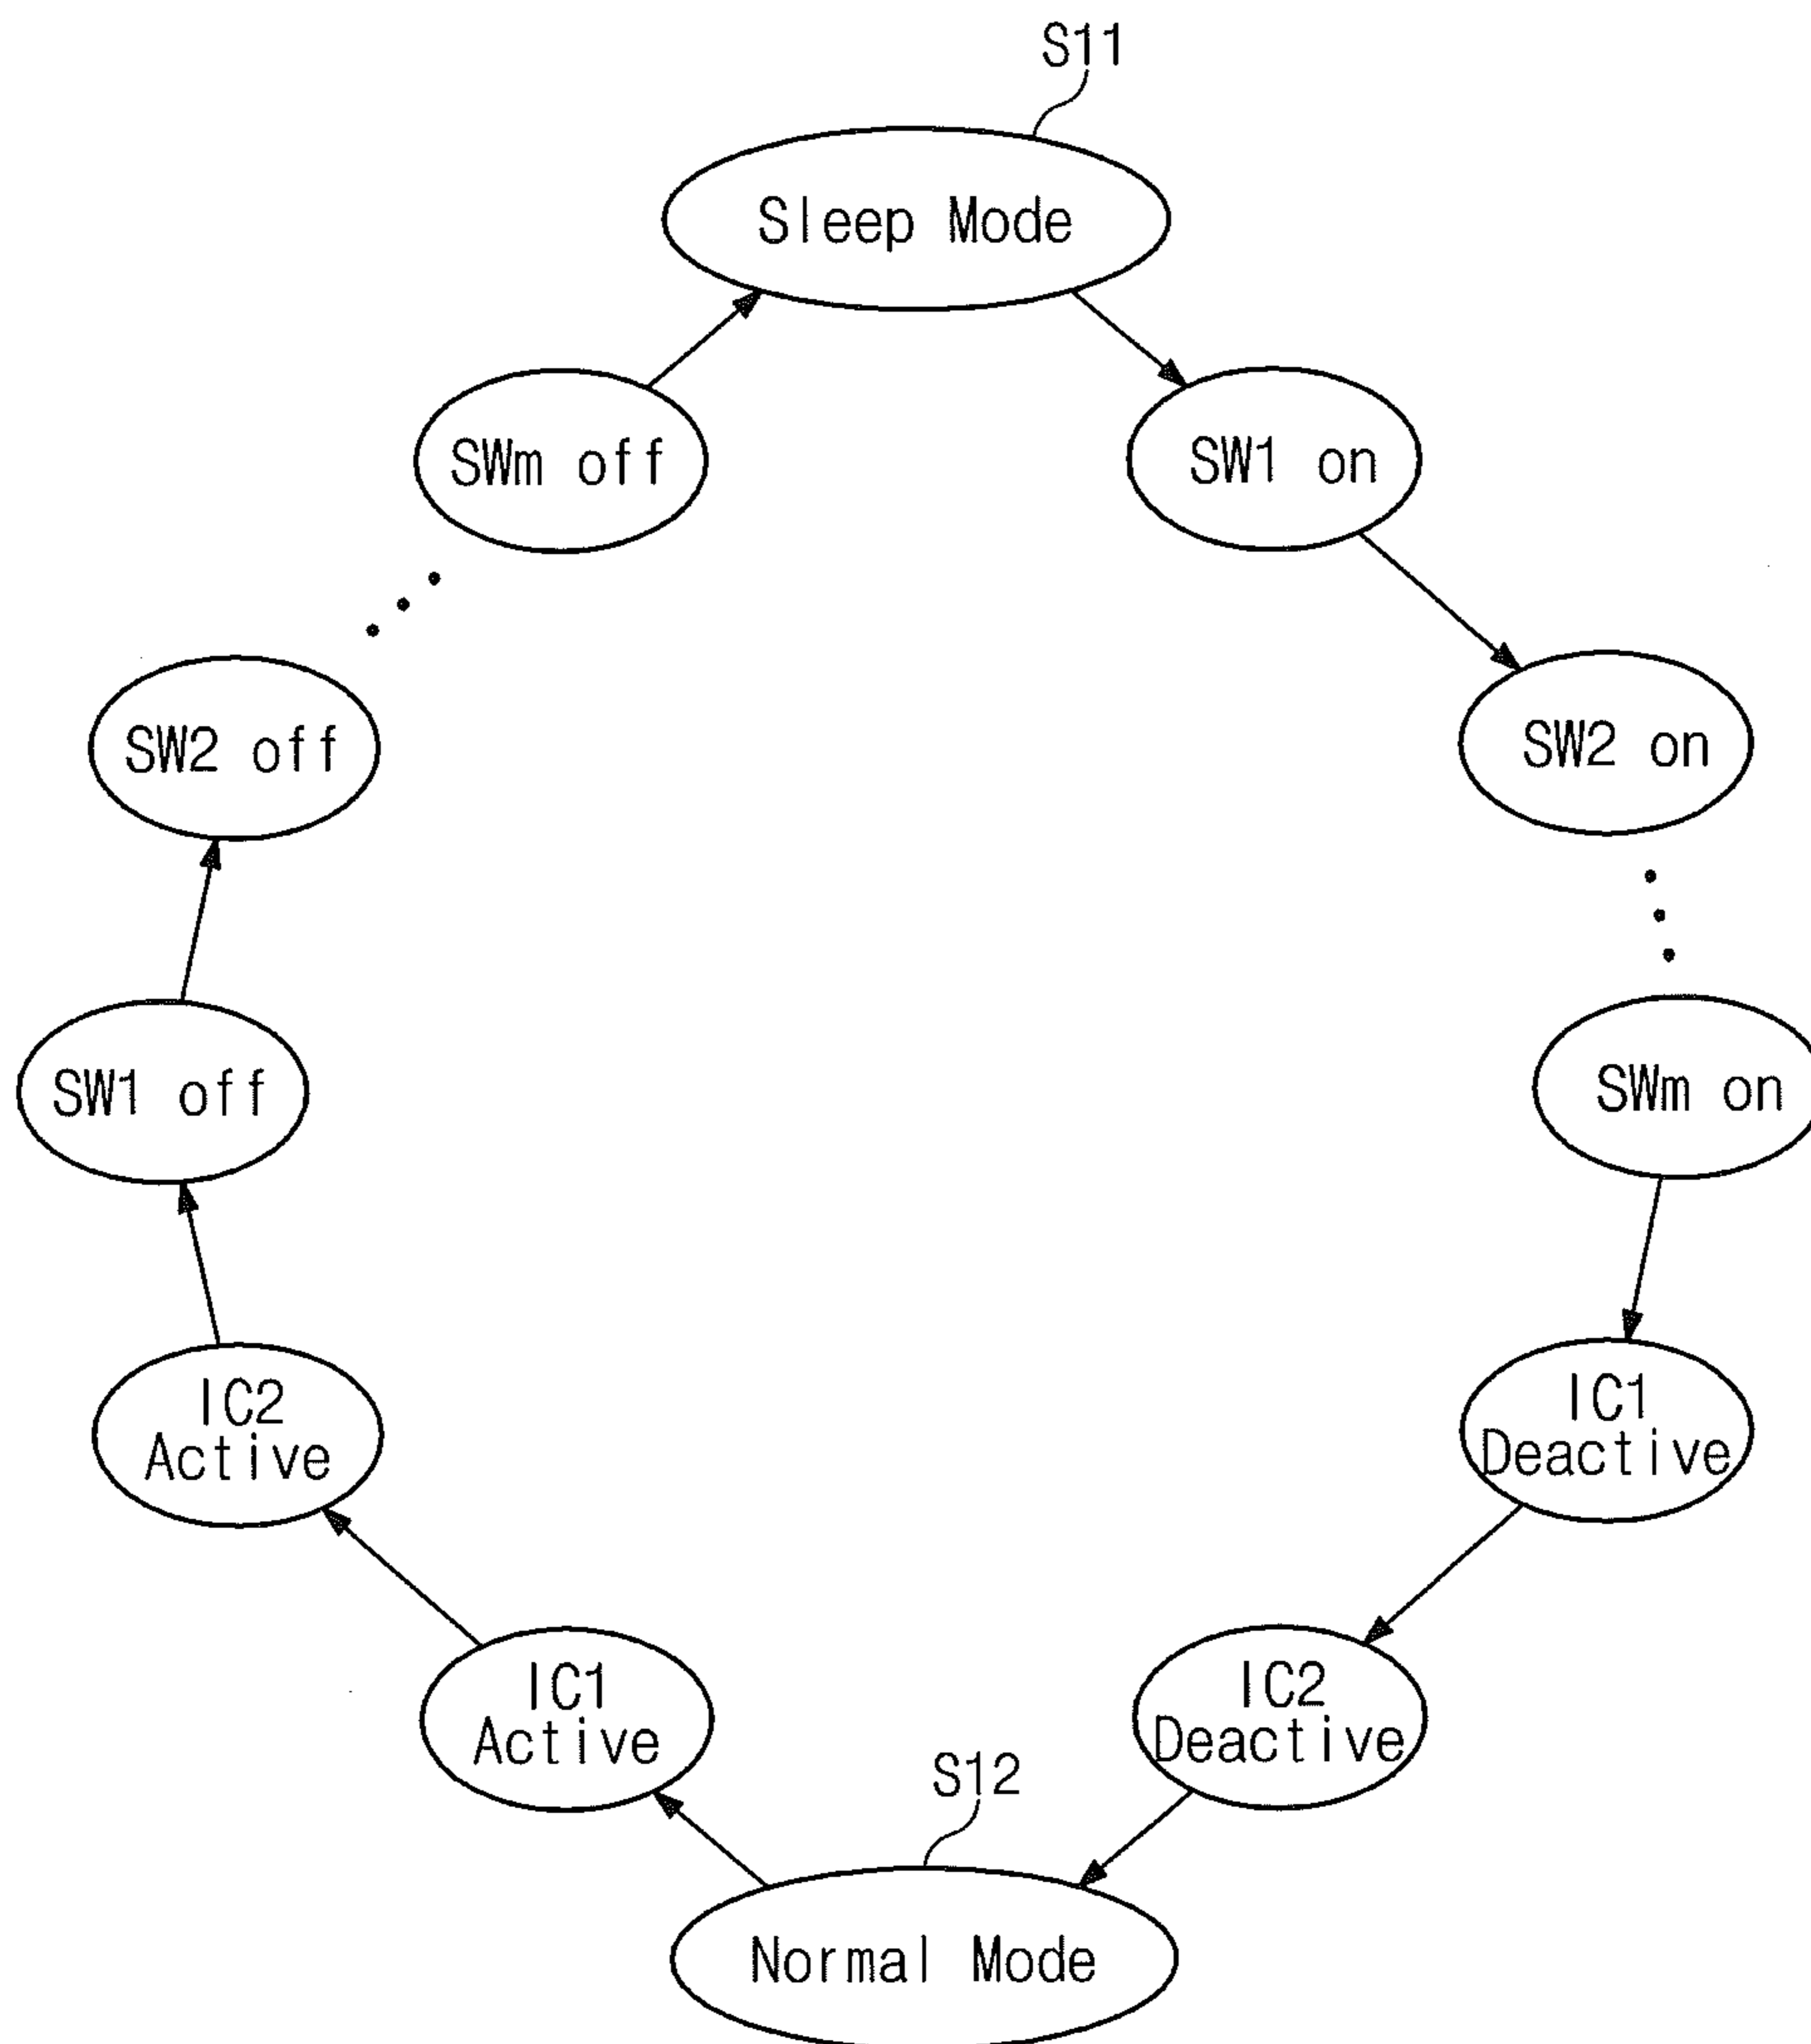 S11
Sleep Mode
SWm off
SW1 on
SW2 off
SW2 on
SW1 off
SWm on
IC2
Active
IC1
Deactive
IC1
Active
IC2
Deactive
S12
Normal Mode